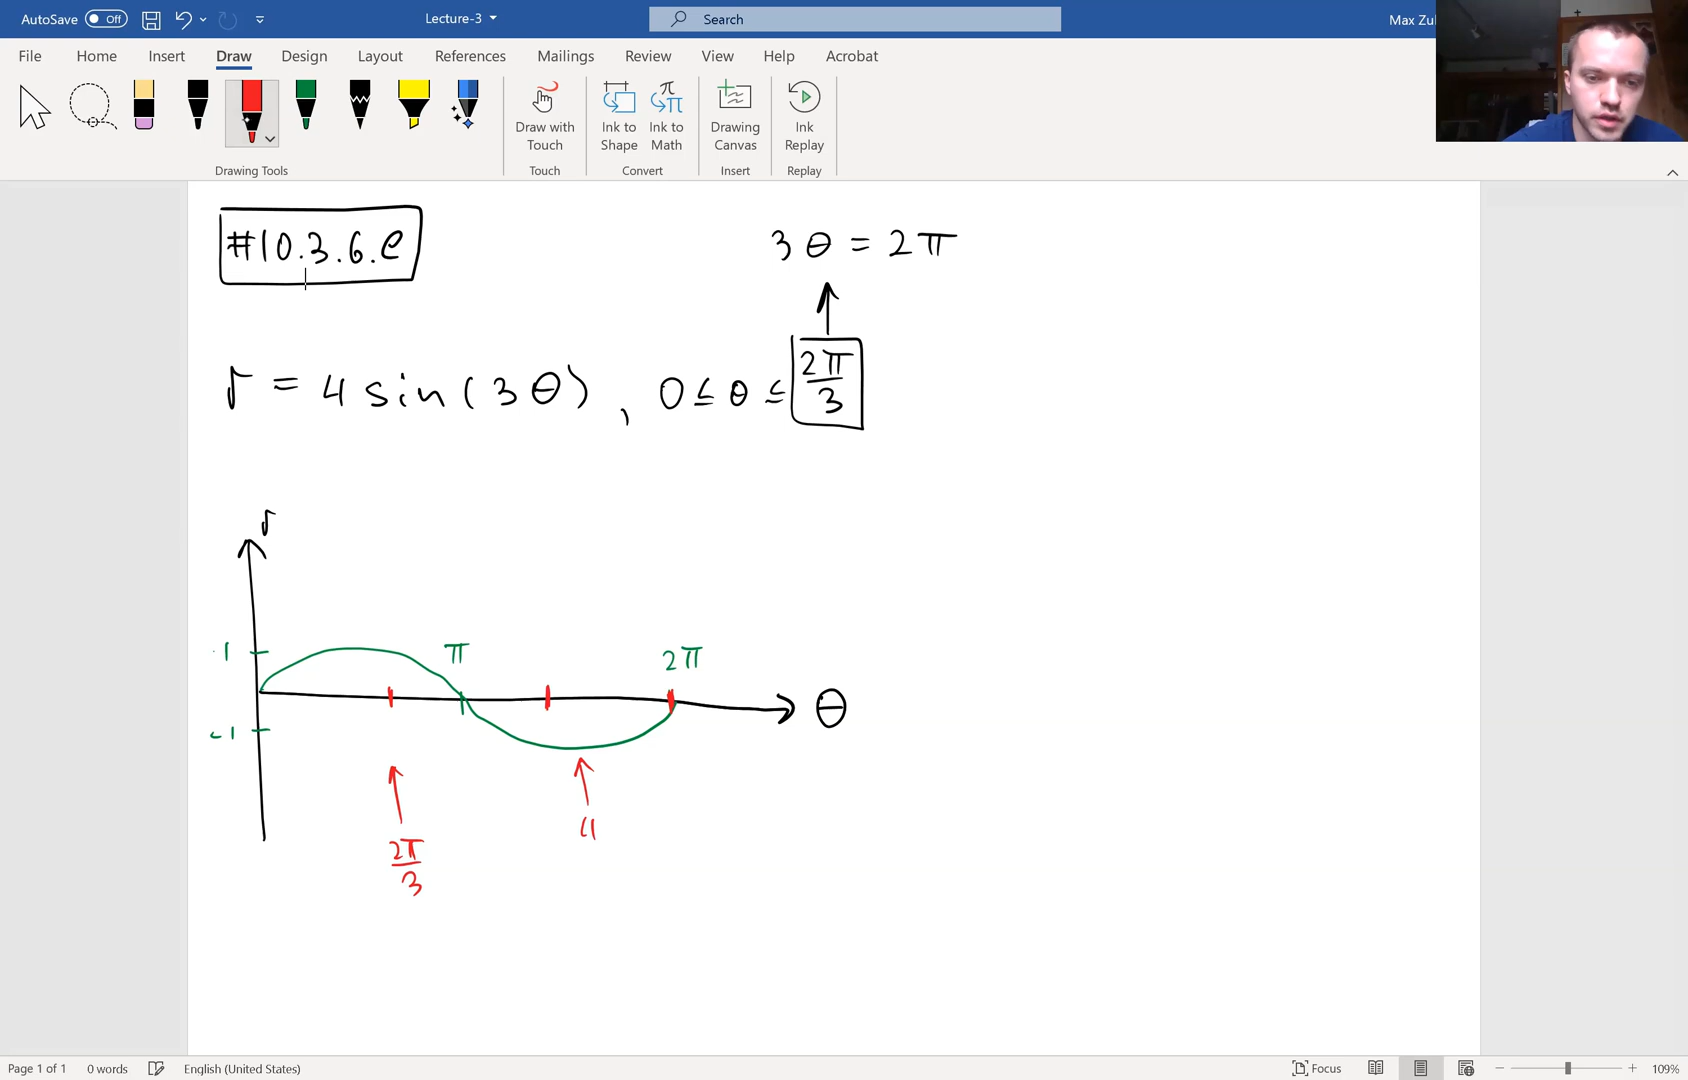 AutoSave Off Lecture-3 Search
File Home Insert Draw Design Layout References Mailings Review View Help Acrobat
Draw with Touch
Ink to Shape
Ink to Math
Drawing Canvas
Ink Replay
Drawing Tools Touch Convert Insert Replay
#10.3.6.e
3θ = 2π
r = 4 sin(3θ), 0 ≤ θ ≤ 2π/3
r
1
π
2π
θ
-1
2π/3
Page 1 of 1 0 words English (United States) Focus 109%